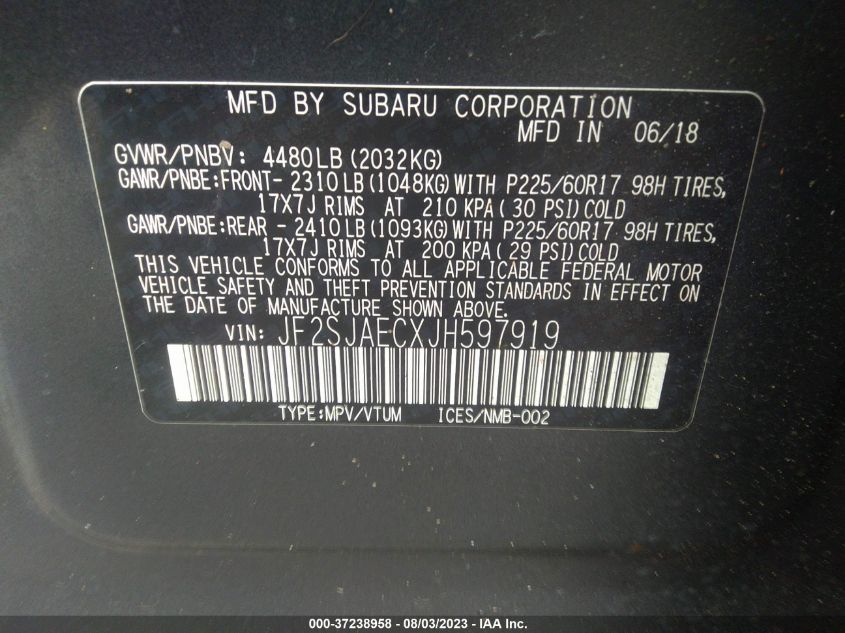 MFD BY SUBARU CORPORATION
MFD IN 06/18
GVWR/PNBV: 4480LB (2032KG)
GAWR/PNBE:FRONT- 2310LB (1048KG)WITH P225/60R17 98H TIRES,
17X7J RIMS AT 210 KPA( 30 PSI)COLD
GAWR/PNBE:REAR - 2410LB (1093KG)WITH P225/60R17 98H TIRES,
17X7J RIMS AT 200 KPA( 29 PSI)COLD
THIS VEHICLE CONFORMS TO ALL APPLICABLE FEDERAL MOTOR
VEHICLE SAFETY AND THEFT PREVENTION STANDARDS IN EFFECT ON
THE DATE OF MANUFACTURE SHOWN ABOVE.
VIN: JF2SJAECXJH597919
TYPE:MPV/VTUM ICES/NMB-002
000-37238958 - 08/03/2023 - IAA Inc.